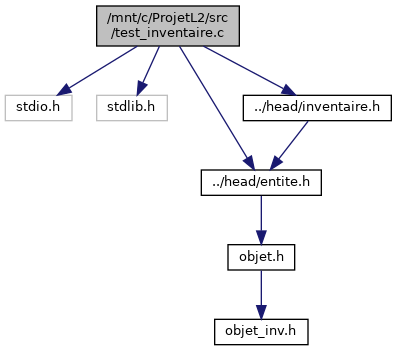 /mnt/c/ProjetL2/src
/test_inventaire.c
stdio.h
stdlib.h
../head/inventaire.h
../head/entite.h
objet.h
objet_inv.h